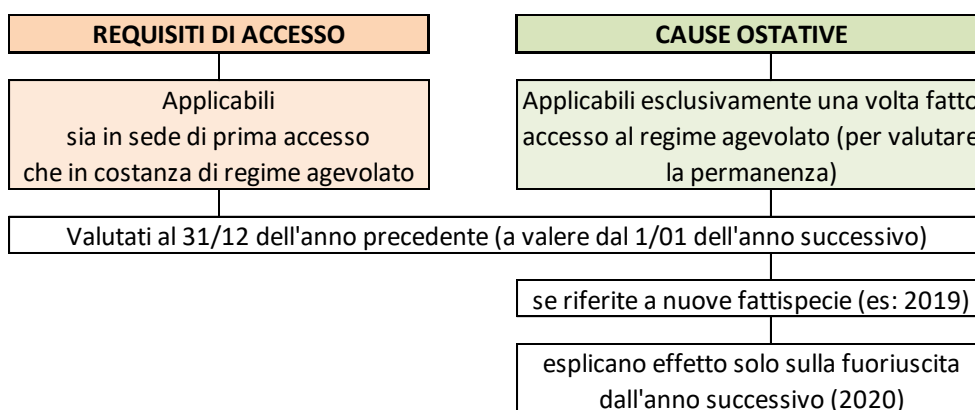 REQUISITI DI ACCESSO
Applicabili
sia in sede di prima accesso
che in costanza di regime agevolato
CAUSE OSTATIVE
Applicabili esclusivamente una volta fatto
accesso al regime agevolato (per valutare
la permanenza)
Valutati al 31/12 dell'anno precedente (a valere dal 1/01 dell'anno successivo)
se riferite a nuove fattispecie (es: 2019)
esplicano effetto solo sulla fuoriuscita
dall'anno successivo (2020)